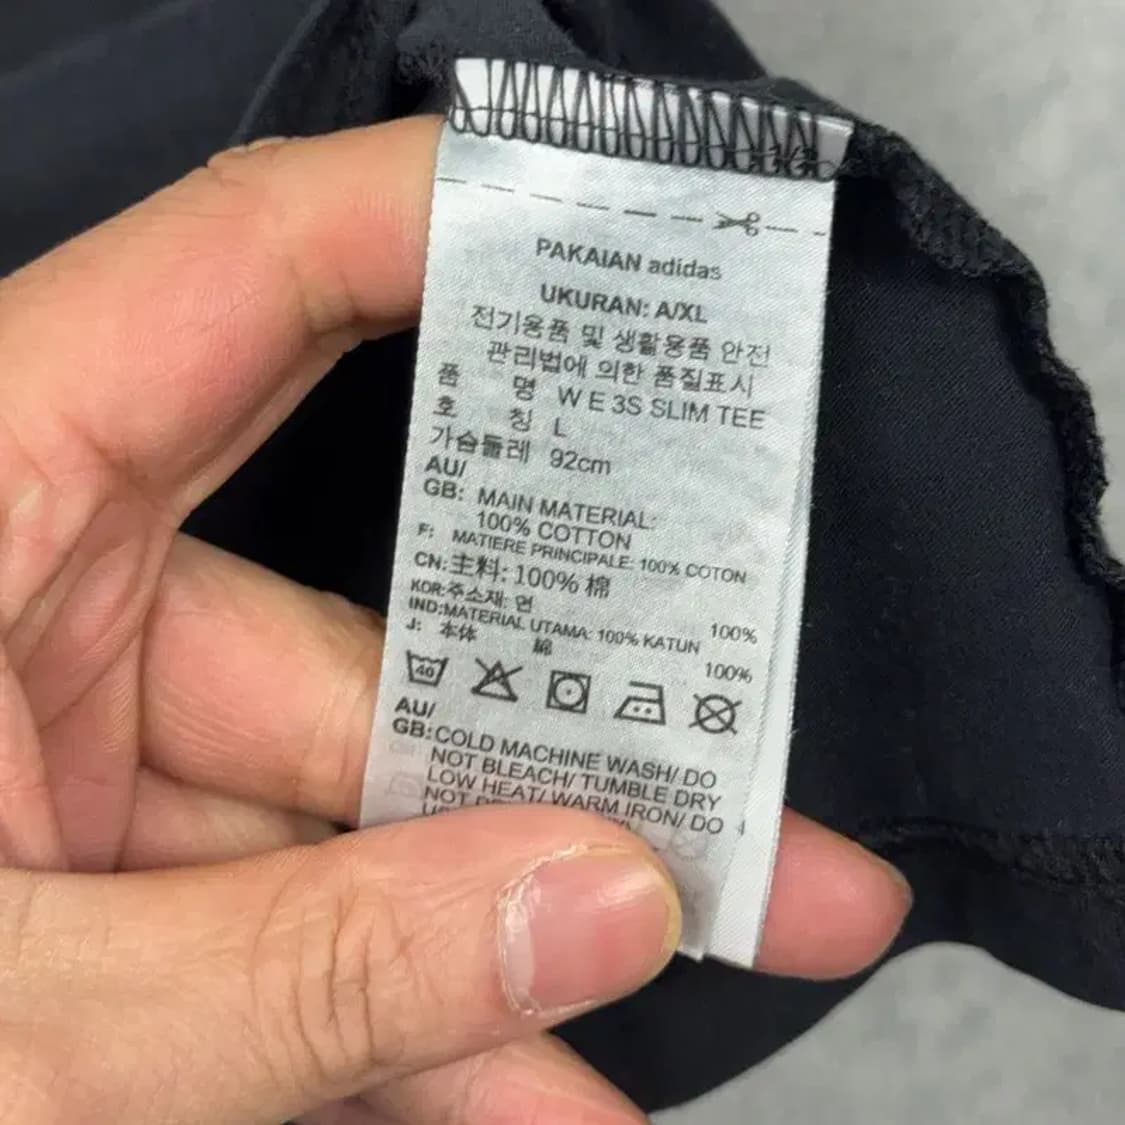 PAKAIAN adidas
UKURAN: A/XL
전기용품 및 생활용품 안전
관리법에 의한 품질표시
품 명 W E 3S SLIM TEE
호 칭 L
가슴둘레 92cm
AU/
GB: MAIN MATERIAL:
100% COTTON
F: MATIERE PRINCIPALE: 100% COTON
CN:主料: 100% 棉
KOR:주소재: 면 100%
IND:MATERIAL UTAMA: 100% KATUN
J: 本体 綿 100%
40
AU/
GB:COLD MACHINE WASH/ DO
NOT BLEACH/ TUMBLE DRY
LOW HEAT/ WARM IRON/ DO
NOT